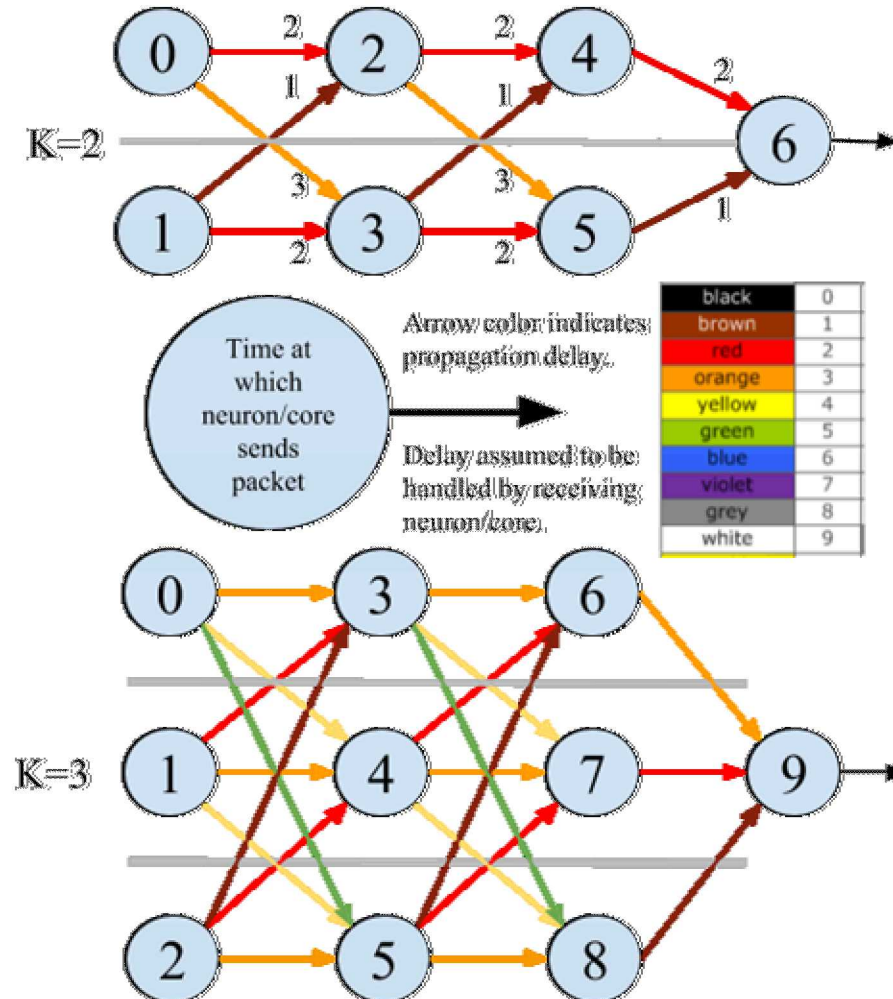 0 2 2 2 4
1 1 2
K=2 6
3 3 1
1 2 3 2 5
Time at
which
neuron/core
sends
packet
Arrow color indicates
propagation delay.
Delay assumed to be
handled by receiving
neuron/core.
black 0
brown 1
red 2
orange 3
yellow 4
green 5
blue 6
violet 7
grey 8
white 9
0 3 6
K=3 1 4 7 9
2 5 8